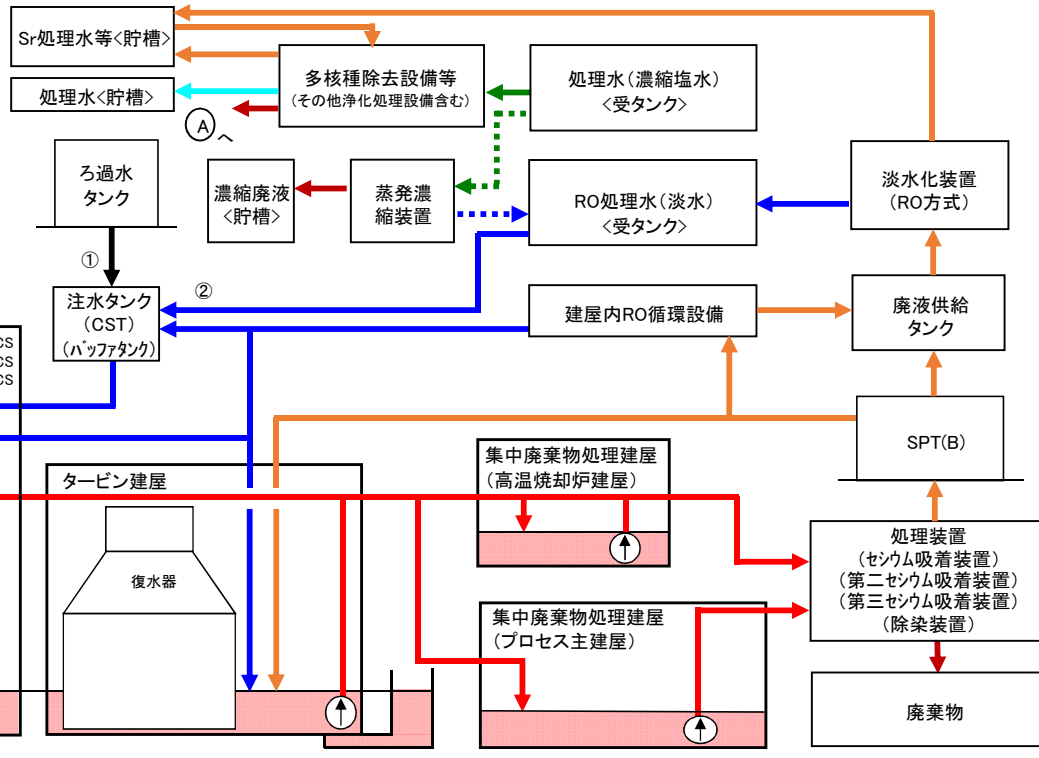 Sr処理水等<貯槽>
処理水<貯槽>
多核種除去設備等
(その他浄化処理設備含む)
処理水(濃縮塩水)
<受タンク>
A
へ
ろ過水
タンク
濃縮廃液
<貯槽>
蒸発濃
縮装置
RO処理水(淡水)
<受タンク>
淡水化装置
(RO方式)
①
②
注水タンク
(CST)
(バッファタンク)
建屋内RO循環設備
廃液供給
タンク
CS
CS
CS
SPT(B)
タービン建屋
復水器
集中廃棄物処理建屋
(高温焼却炉建屋)
処理装置
(セシウム吸着装置)
(第二セシウム吸着装置)
(第三セシウム吸着装置)
(除染装置)
集中廃棄物処理建屋
(プロセス主建屋)
廃棄物